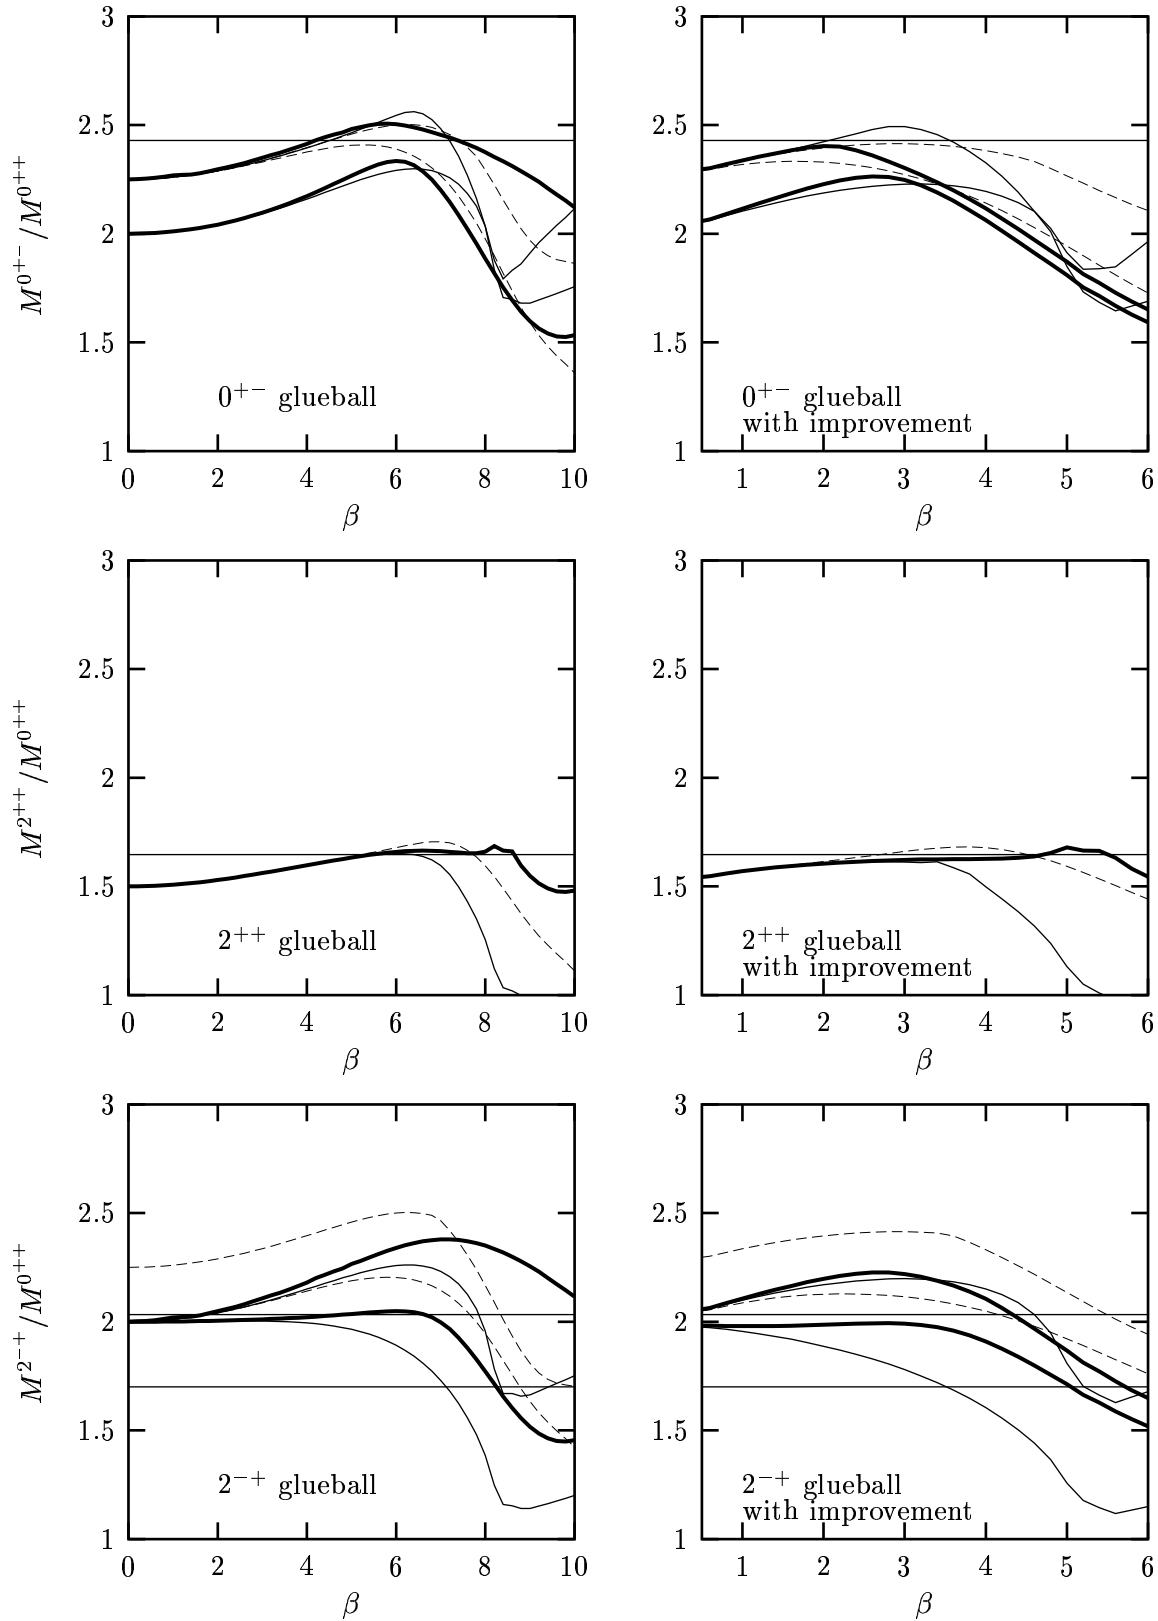 3
2.5
2
1.5
1
M^{0^{+-}}/M^{0^{++}}
0^{+-} glueball
0 2 4 6 8 10
β
3
2.5
2
1.5
1
0^{+-} glueball
with improvement
1 2 3 4 5 6
β
3
2.5
2
1.5
1
M^{2^{++}}/M^{0^{++}}
2^{++} glueball
0 2 4 6 8 10
β
3
2.5
2
1.5
1
2^{++} glueball
with improvement
1 2 3 4 5 6
β
3
2.5
2
1.5
1
M^{2^{-+}}/M^{0^{++}}
2^{-+} glueball
0 2 4 6 8 10
β
3
2.5
2
1.5
1
2^{-+} glueball
with improvement
1 2 3 4 5 6
β